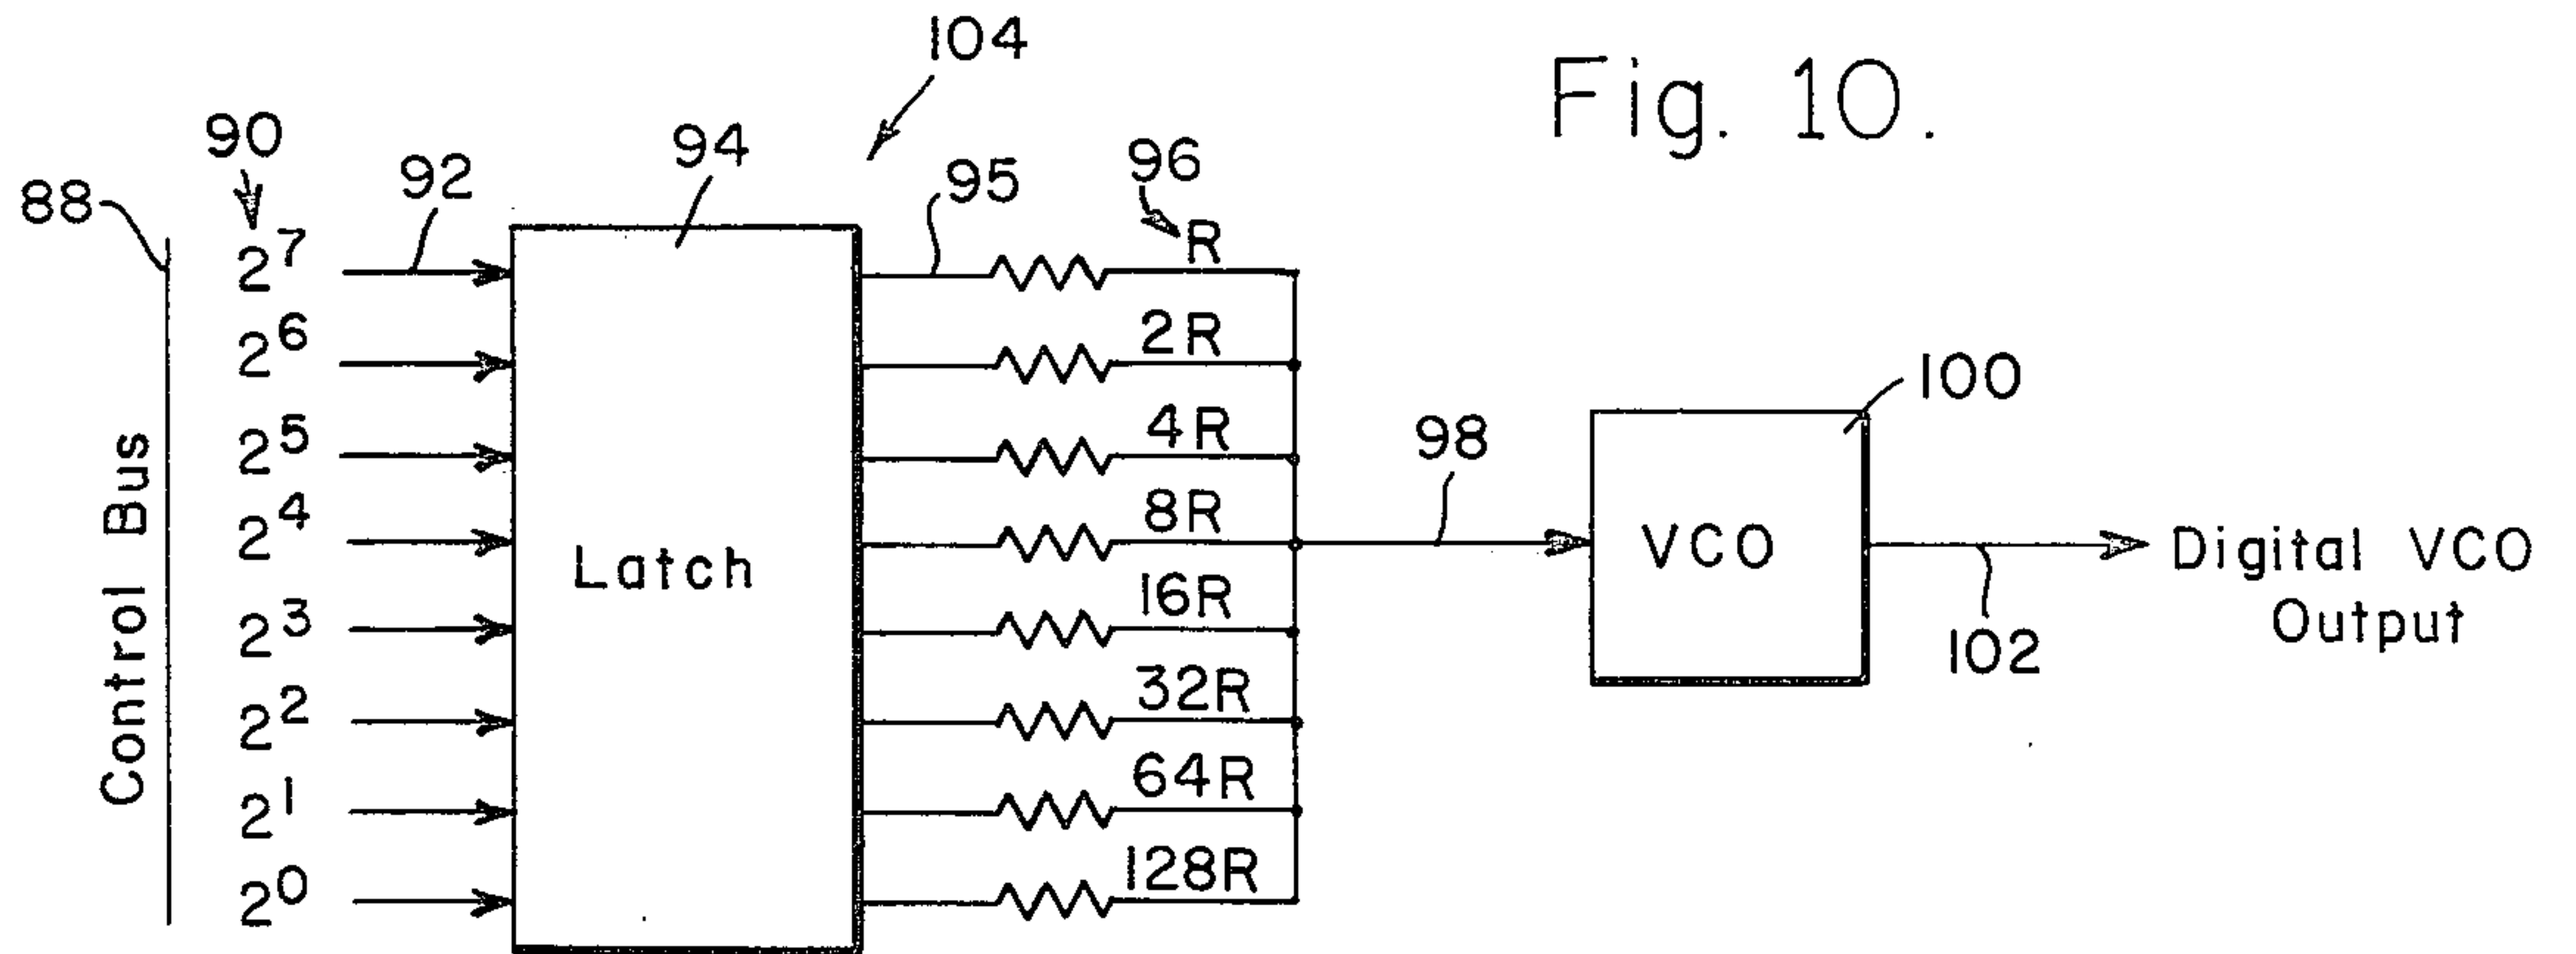 104
Fig. 10.
90
92
94
95
96
88
2^7
R
2^6
2R
100
2^5
4R
98
Control Bus
2^4
8R
Latch
VCO
Digital VCO
Output
2^3
16R
102
2^2
32R
2^1
64R
2^0
128R